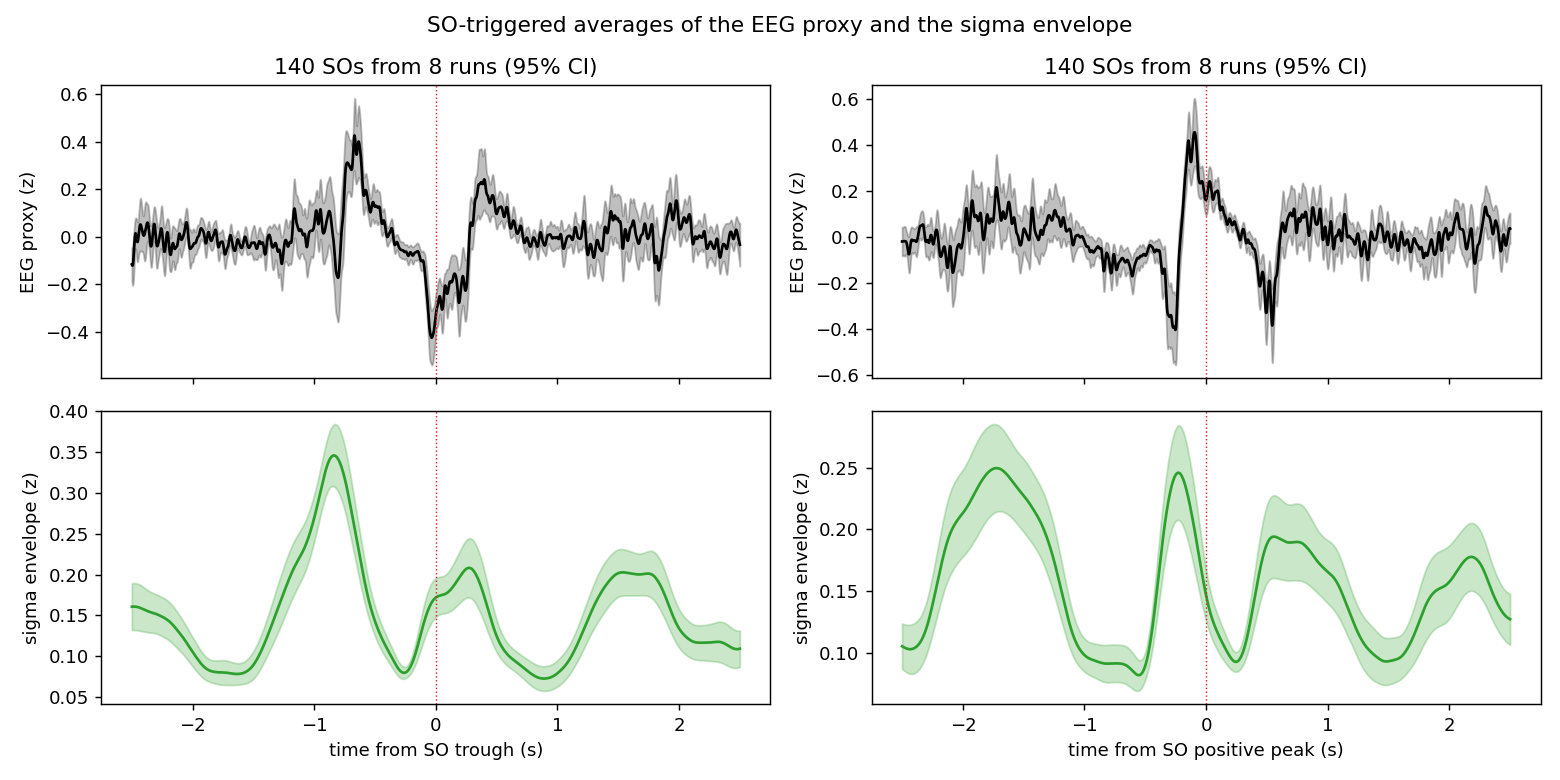 SO-triggered averages of the EEG proxy and the sigma envelope
140 SOs from 8 runs (95% CI)
EEG proxy (z)
0.6
0.4
0.2
0.0
−0.2
−0.4
140 SOs from 8 runs (95% CI)
EEG proxy (z)
0.6
0.4
0.2
0.0
−0.2
−0.4
−0.6
sigma envelope (z)
0.40
0.35
0.30
0.25
0.20
0.15
0.10
0.05
−2 −1 0 1 2
time from SO trough (s)
sigma envelope (z)
0.25
0.20
0.15
0.10
−2 −1 0 1 2
time from SO positive peak (s)